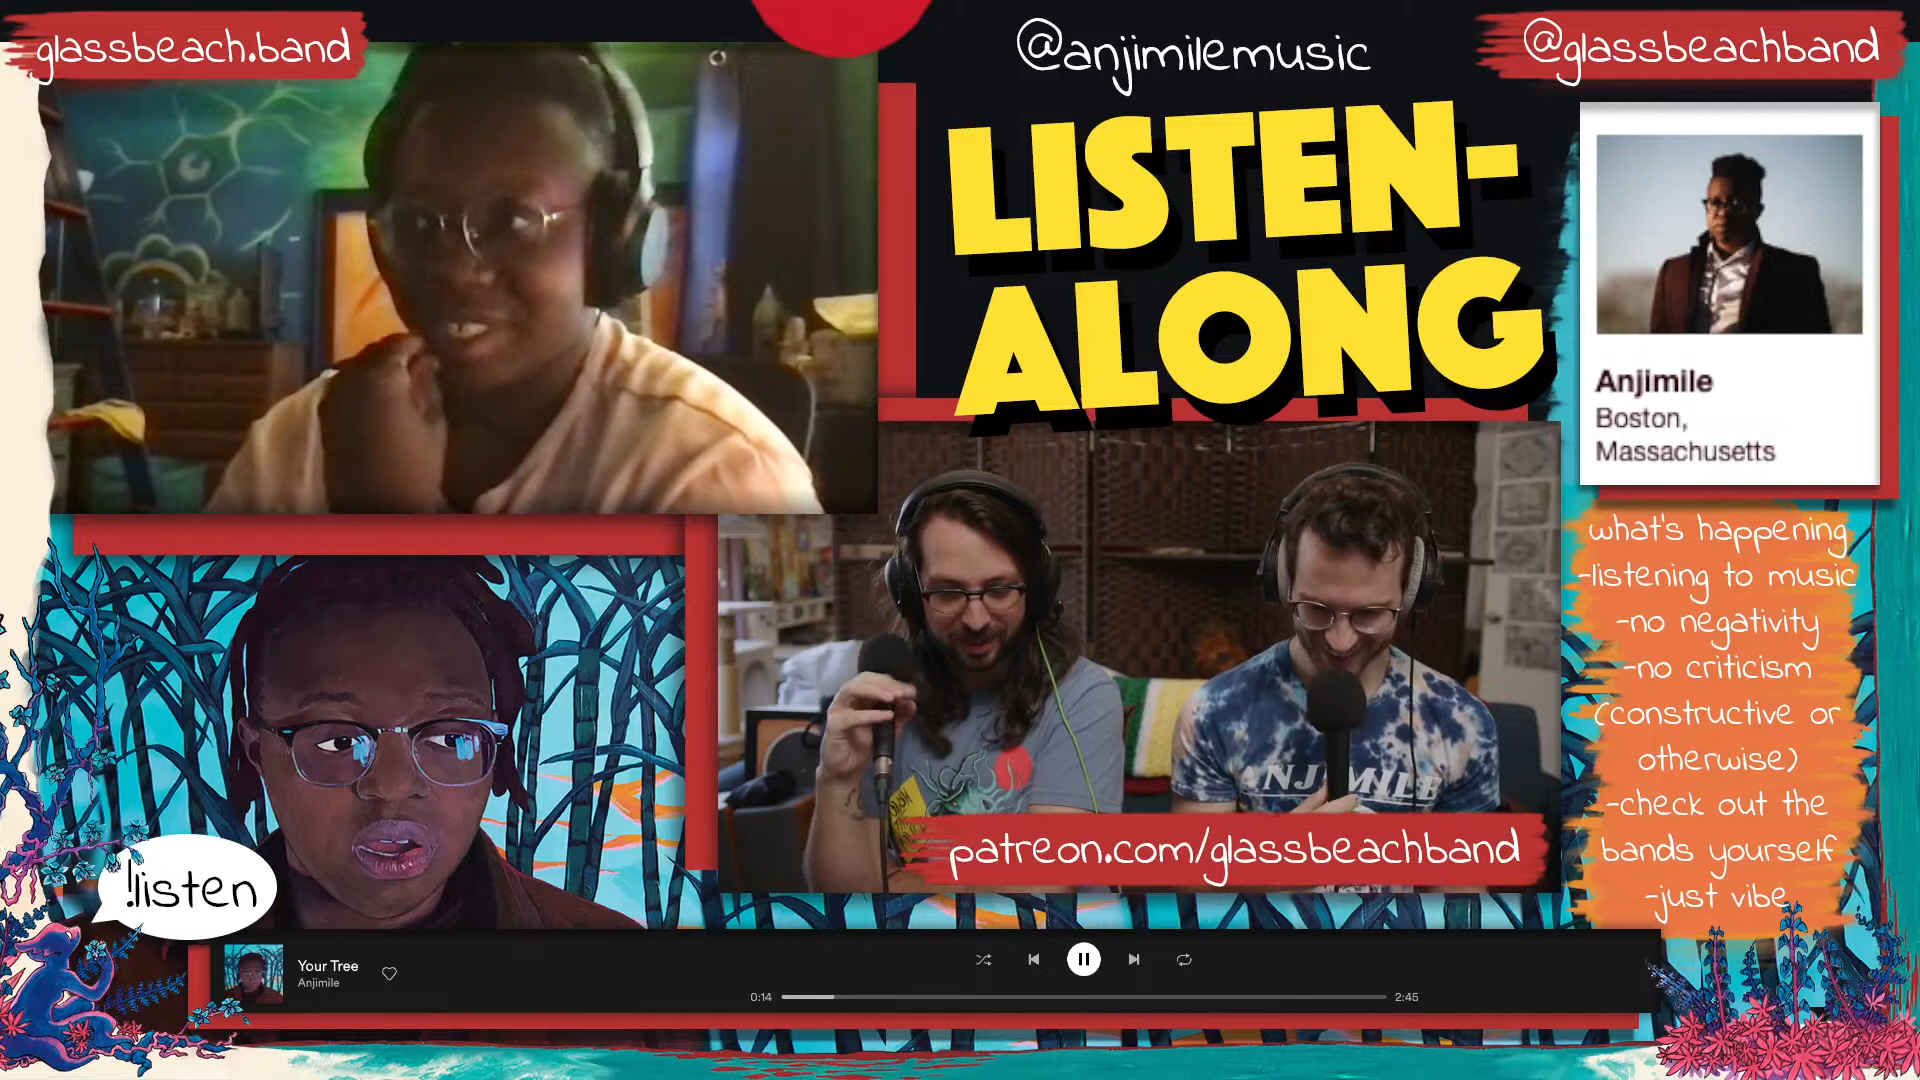 glassbeach.band
@anjimilemusic
@glassbeachband
LISTEN-
ALONG
Anjimile
Boston,
Massachusetts
what's happening
-listening to music
-no negativity
-no criticism
(constructive or
otherwise)
-check out the
bands yourself
-just vibe
ANJIMILE
patreon.com/glassbeachband
!listen
Your Tree
Anjimile
0:14
2:45